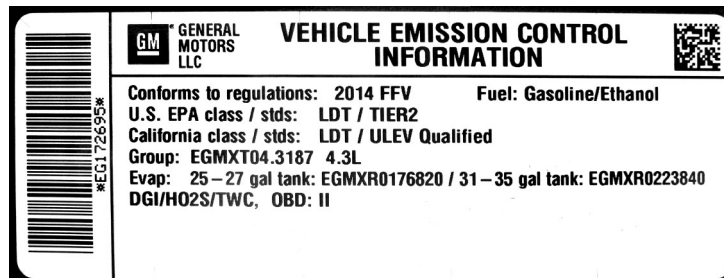 *EG172695*
GM
GENERAL
MOTORS
LLC
VEHICLE EMISSION CONTROL
INFORMATION
Conforms to regulations: 2014 FFV Fuel: Gasoline/Ethanol
U.S. EPA class / stds: LDT / TIER2
California class / stds: LDT / ULEV Qualified
Group: EGMXT04.3187 4.3L
Evap: 25–27 gal tank: EGMXR0176820 / 31–35 gal tank: EGMXR0223840
DGI/HO2S/TWC, OBD: II